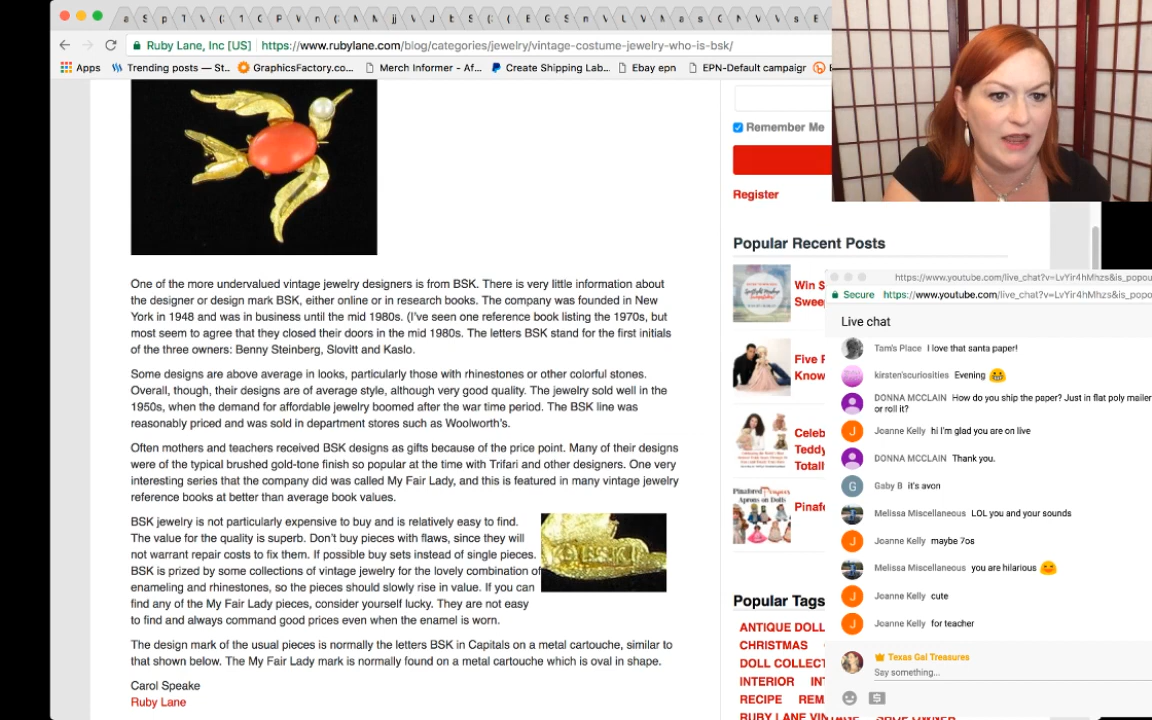 Ruby Lane, Inc [US]
https://www.rubylane.com/blog/categories/jewelry/vintage-costume-jewelry-who-is-bsk/
Apps
Trending posts — St..
GraphicsFactory.co...
Merch Informer - Af...
Create Shipping Lab...
Ebay epn
EPN-Default campaigr
One of the more undervalued vintage jewelry designers is from BSK. There is very little information about
the designer or design mark BSK, either online or in research books. The company was founded in New
York in 1948 and was in business until the mid 1980s. (I've seen one reference book listing the 1970s, but
most seem to agree that they closed their doors in the mid 1980s. The letters BSK stand for the first initials
of the three owners: Benny Steinberg, Slovitt and Kaslo.
Some designs are above average in looks, particularly those with rhinestones or other colorful stones.
Overall, though, their designs are of average style, although very good quality. The jewelry sold well in the
1950s, when the demand for affordable jewelry boomed after the war time period. The BSK line was
reasonably priced and was sold in department stores such as Woolworth's.
Often mothers and teachers received BSK designs as gifts because of the price point. Many of their designs
were of the typical brushed gold-tone finish so popular at the time with Trifari and other designers. One very
interesting series that the company did was called My Fair Lady, and this is featured in many vintage jewelry
reference books at better than average book values.
BSK jewelry is not particularly expensive to buy and is relatively easy to find.
The value for the quality is superb. Don't buy pieces with flaws, since they will
not warrant repair costs to fix them. If possible buy sets instead of single pieces.
BSK is prized by some collections of vintage jewelry for the lovely combination of
enameling and rhinestones, so the pieces should slowly rise in value. If you can
find any of the My Fair Lady pieces, consider yourself lucky. They are not easy
to find and always command good prices even when the enamel is worn.
©BSK
The design mark of the usual pieces is normally the letters BSK in Capitals on a metal cartouche, similar to
that shown below. The My Fair Lady mark is normally found on a metal cartouche which is oval in shape.
Carol Speake
Ruby Lane
Remember Me
Register
Popular Recent Posts
Win S
Swee
Five F
Know
Celeb
Teddy
Totall
Pinaf
Popular Tags
ANTIQUE DOLL
CHRISTMAS
DOLL COLLECT
INTERIOR INT
RECIPE REM
RUBY LANE VINTA SHOP OWNER
https://www.youtube.com/live_chat?v=LvYir4hMhzs&is_popou
Secure https://www.youtube.com/live_chat?v=LvYir4hMhzs&is_popo
Live chat
Tam's Place I love that santa paper!
kirsten'scuriosities Evening
DONNA MCCLAIN How do you ship the paper? Just in flat poly mailer
or roll it?
Joanne Kelly hi I'm glad you are on live
DONNA MCCLAIN Thank you.
Gaby B it's avon
Melissa Miscellaneous LOL you and your sounds
Joanne Kelly maybe 7os
Melissa Miscellaneous you are hilarious
Joanne Kelly cute
Joanne Kelly for teacher
Texas Gal Treasures
Say something...